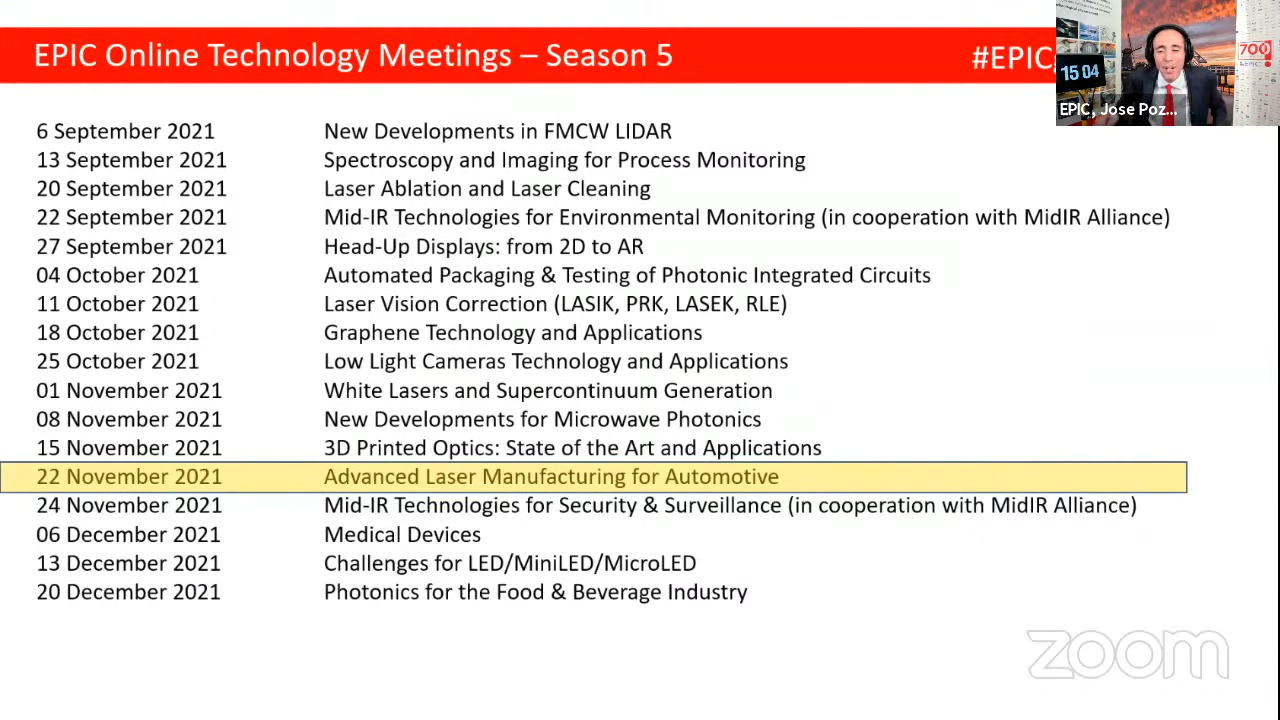 EPIC Online Technology Meetings – Season 5
#EPIC
15 04
700
#EPIC
EPIC, Jose Poz...
6 September 2021 New Developments in FMCW LIDAR
13 September 2021 Spectroscopy and Imaging for Process Monitoring
20 September 2021 Laser Ablation and Laser Cleaning
22 September 2021 Mid-IR Technologies for Environmental Monitoring (in cooperation with MidIR Alliance)
27 September 2021 Head-Up Displays: from 2D to AR
04 October 2021 Automated Packaging & Testing of Photonic Integrated Circuits
11 October 2021 Laser Vision Correction (LASIK, PRK, LASEK, RLE)
18 October 2021 Graphene Technology and Applications
25 October 2021 Low Light Cameras Technology and Applications
01 November 2021 White Lasers and Supercontinuum Generation
08 November 2021 New Developments for Microwave Photonics
15 November 2021 3D Printed Optics: State of the Art and Applications
22 November 2021 Advanced Laser Manufacturing for Automotive
24 November 2021 Mid-IR Technologies for Security & Surveillance (in cooperation with MidIR Alliance)
06 December 2021 Medical Devices
13 December 2021 Challenges for LED/MiniLED/MicroLED
20 December 2021 Photonics for the Food & Beverage Industry
zoom